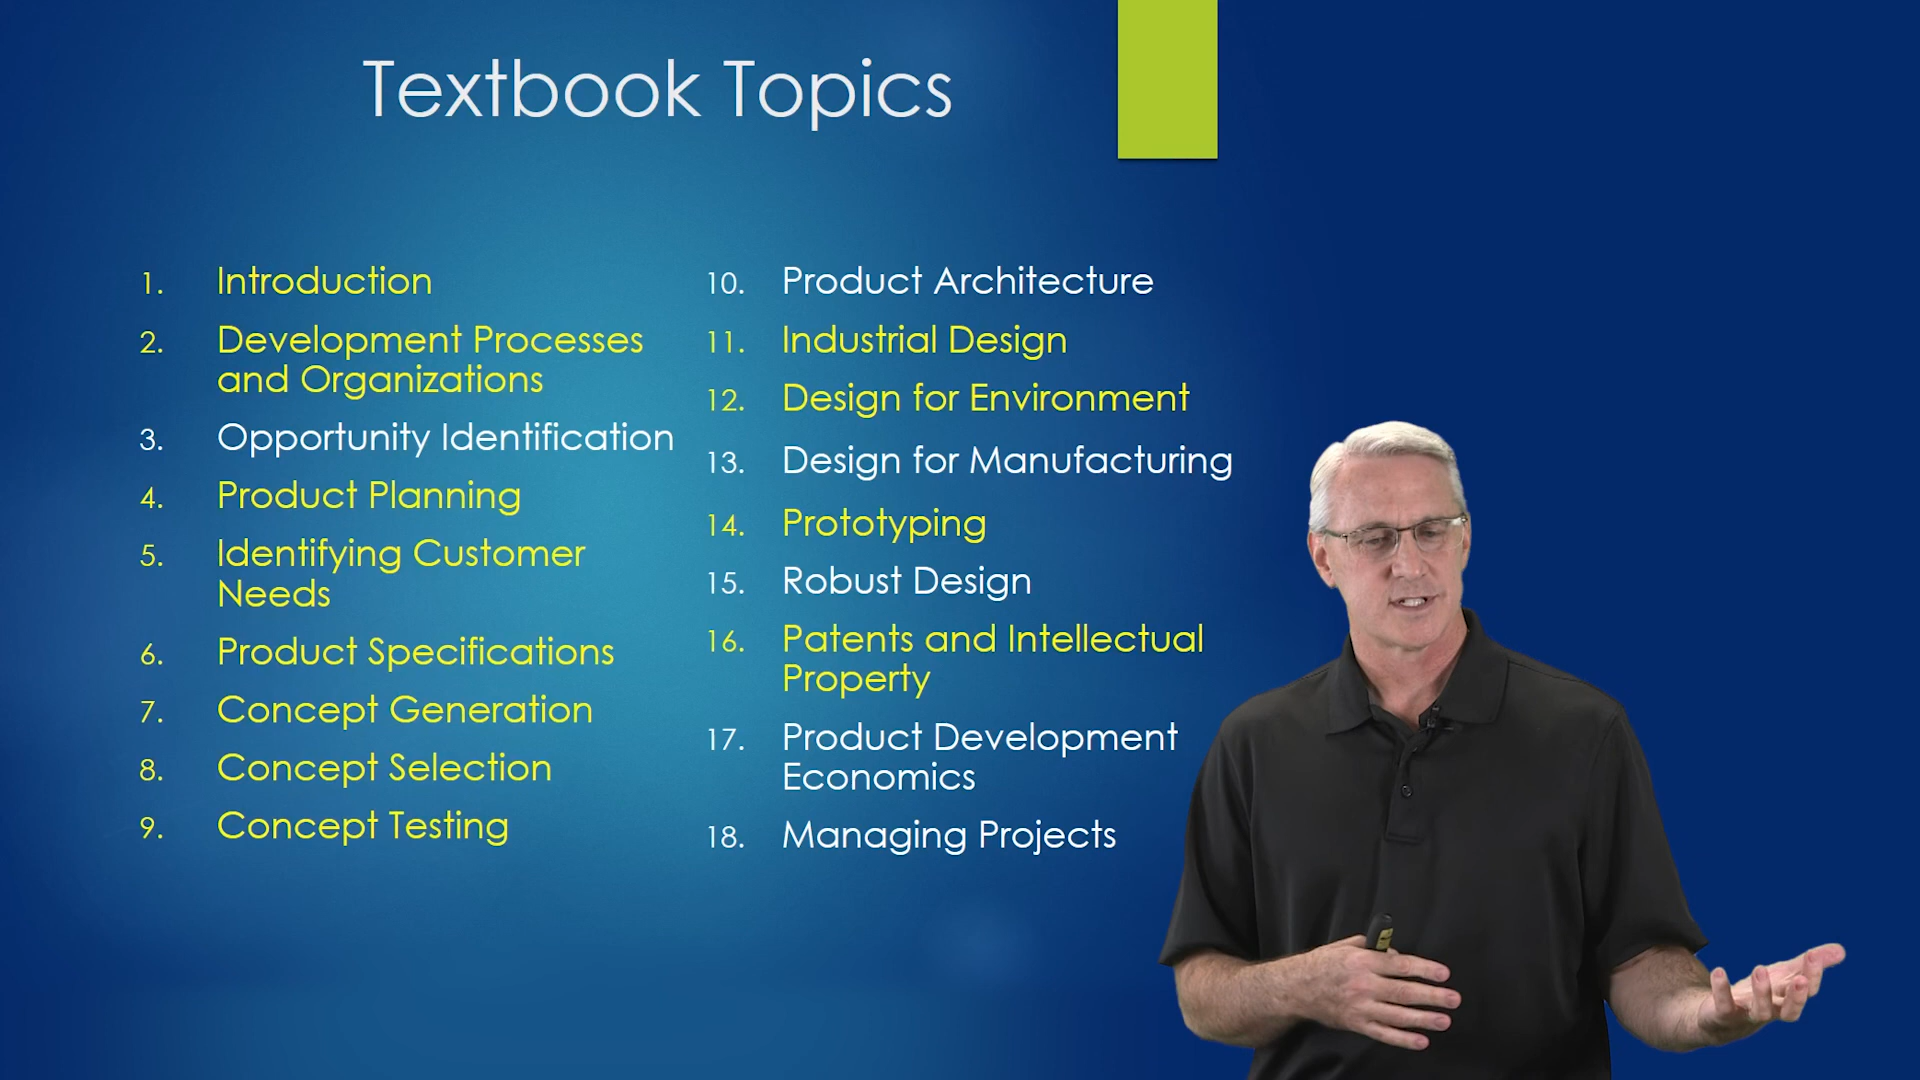 Textbook Topics
1. Introduction
2. Development Processes
and Organizations
3. Opportunity Identification
4. Product Planning
5. Identifying Customer
Needs
6. Product Specifications
7. Concept Generation
8. Concept Selection
9. Concept Testing
10. Product Architecture
11. Industrial Design
12. Design for Environment
13. Design for Manufacturing
14. Prototyping
15. Robust Design
16. Patents and Intellectual
Property
17. Product Development
Economics
18. Managing Projects